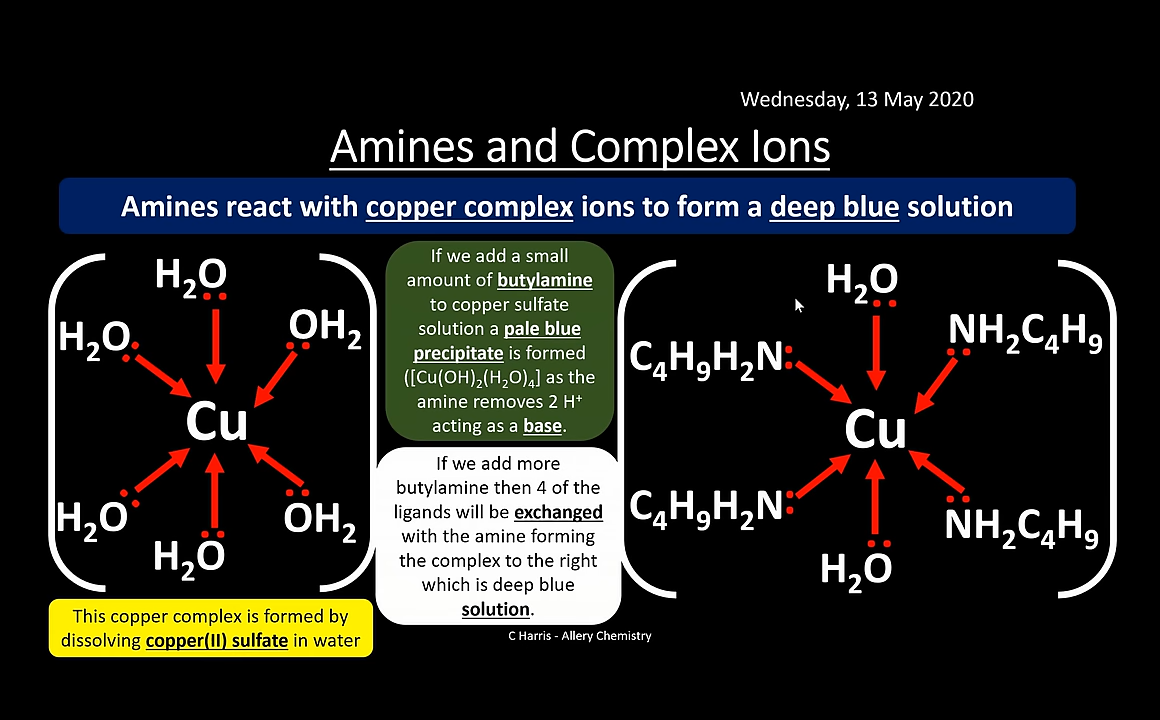 Wednesday, 13 May 2020
Amines and Complex Ions
Amines react with copper complex ions to form a deep blue solution
H₂O
H₂O
OH₂
Cu
H₂O
OH₂
H₂O
This copper complex is formed by
dissolving copper(II) sulfate in water
If we add a small
amount of butylamine
to copper sulfate
solution a pale blue
precipitate is formed
([Cu(OH)₂(H₂O)₄] as the
amine removes 2 H⁺
acting as a base.
If we add more
butylamine then 4 of the
ligands will be exchanged
with the amine forming
the complex to the right
which is deep blue
solution.
H₂O
C₄H₉H₂N
NH₂C₄H₉
Cu
C₄H₉H₂N
NH₂C₄H₉
H₂O
C Harris - Allery Chemistry